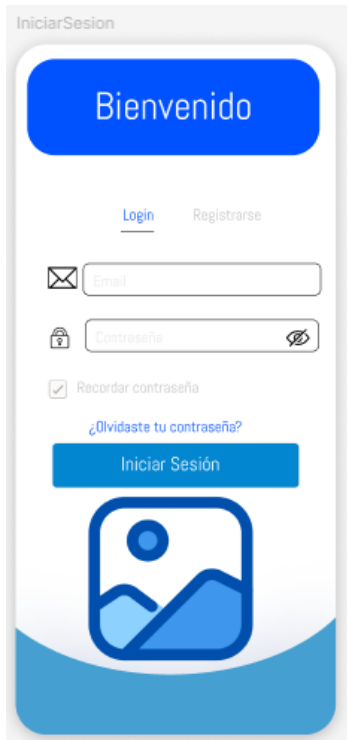 IniciarSesion
Bienvenido
Login Registrarse
Email
Contraseña
Recordar contraseña
¿Olvidaste tu contraseña?
Iniciar Sesión